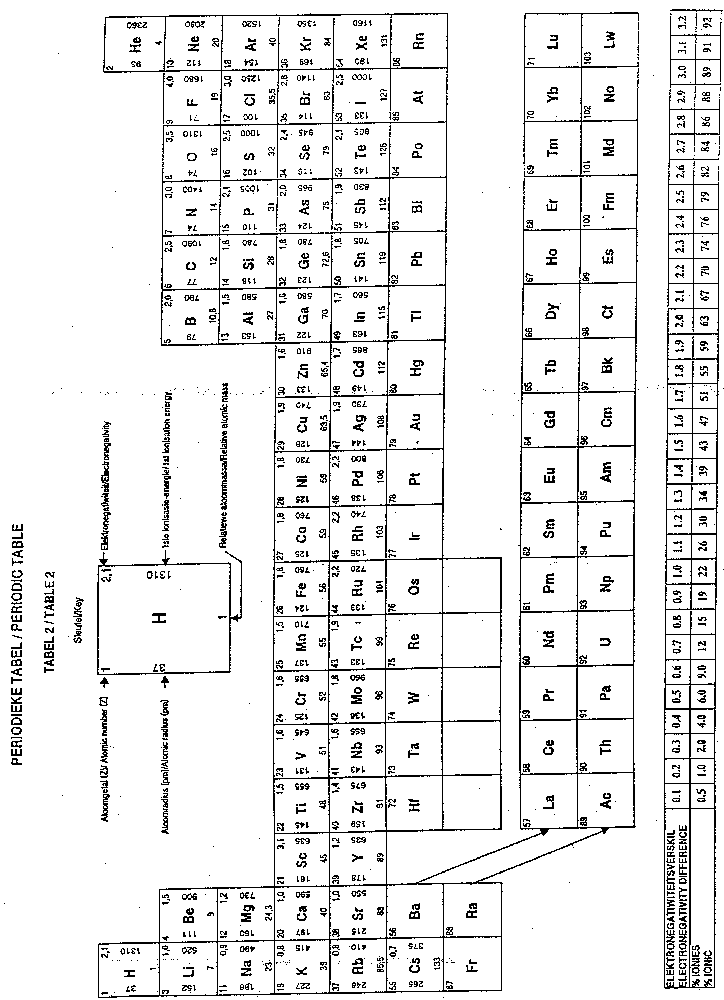 PERIODIEKE TABEL / PERIODIC TABLE
TABEL 2 / TABLE 2
Sleutel/Key
Atoomgetal (Z)/ Atomic number (Z)
Atoomradius (pm)/Atomic radius (pm)
1 2,1
37 H 1310
1
Elektronegatiwiteit/Electronegativity
1ste ionisasie-energie/1st ionisation energy
Relatiewe atoommassa/Relative atomic mass
1 2,1 37 H 1310 1
2 93 He 2360 4
3 1,0 152 Li 520 7
4 1,5 111 Be 900 9
5 2,0 79 B 790 10,8
6 2,5 77 C 1090 12
7 3,0 74 N 1400 14
8 3,5 74 O 1310 16
9 4,0 71 F 1680 19
10 112 Ne 2080 20
11 0,9 186 Na 490 23
12 1,2 160 Mg 730 24,3
13 1,5 153 Al 580 27
14 1,8 118 Si 780 28
15 2,1 110 P 1005 31
16 2,5 102 S 1000 32
17 3,0 100 Cl 1250 35,5
18 154 Ar 1520 40
19 0,8 227 K 415 39
20 1,0 197 Ca 590 40
21 3,1 161 Sc 635 45
22 1,5 145 Ti 655 48
23 1,6 131 V 645 51
24 1,6 125 Cr 655 52
25 1,5 137 Mn 710 55
26 1,8 124 Fe 760 56
27 1,8 125 Co 760 59
28 1,8 125 Ni 730 59
29 1,9 128 Cu 740 63,5
30 1,6 133 Zn 910 65,4
31 1,6 122 Ga 580 70
32 1,8 123 Ge 780 72,6
33 2,0 124 As 965 75
34 2,4 116 Se 945 79
35 2,8 114 Br 1140 80
36 169 Kr 1350 84
37 0,8 248 Rb 410 85,5
38 1,0 215 Sr 550 88
39 1,2 178 Y 635 89
40 1,4 159 Zr 675 91
41 1,6 143 Nb 655 93
42 1,8 136 Mo 960 96
43 1,9 133 Tc 99
44 2,2 133 Ru 720 101
45 2,2 135 Rh 740 103
46 2,2 138 Pd 800 106
47 1,9 144 Ag 730 108
48 1,7 149 Cd 865 112
49 1,7 163 In 560 115
50 1,8 141 Sn 705 119
51 1,9 145 Sb 830 112
52 2,1 143 Te 865 128
53 2,5 133 I 1000 127
54 190 Xe 1160 131
55 0,7 265 Cs 375 133
56 Ba
72 Hf
73 Ta
74 W
75 Re
76 Os
77 Ir
78 Pt
79 Au
80 Hg
81 Tl
82 Pb
83 Bi
84 Po
85 At
86 Rn
87 Fr
88 Ra
57 La
58 Ce
59 Pr
60 Nd
61 Pm
62 Sm
63 Eu
64 Gd
65 Tb
66 Dy
67 Ho
68 Er
69 Tm
70 Yb
71 Lu
89 Ac
90 Th
91 Pa
92 U
93 Np
94 Pu
95 Am
96 Cm
97 Bk
98 Cf
99 Es
100 Fm
101 Md
102 No
103 Lw
ELEKTRONEGATIWITEITSVERSKIL
ELECTRONEGATIVITY DIFFERENCE
0.1 0.2 0.3 0.4 0.5 0.6 0.7 0.8 0.9 1.0 1.1 1.2 1.3 1.4 1.5 1.6 1.7 1.8 1.9 2.0 2.1 2.2 2.3 2.4 2.5 2.6 2.7 2.8 2.9 3.0 3.1 3.2
% IONIES
% IONIC
0.5 1.0 2.0 4.0 6.0 9.0 12 15 19 22 26 30 34 39 43 47 51 55 59 63 67 70 74 76 79 82 84 86 88 89 91 92